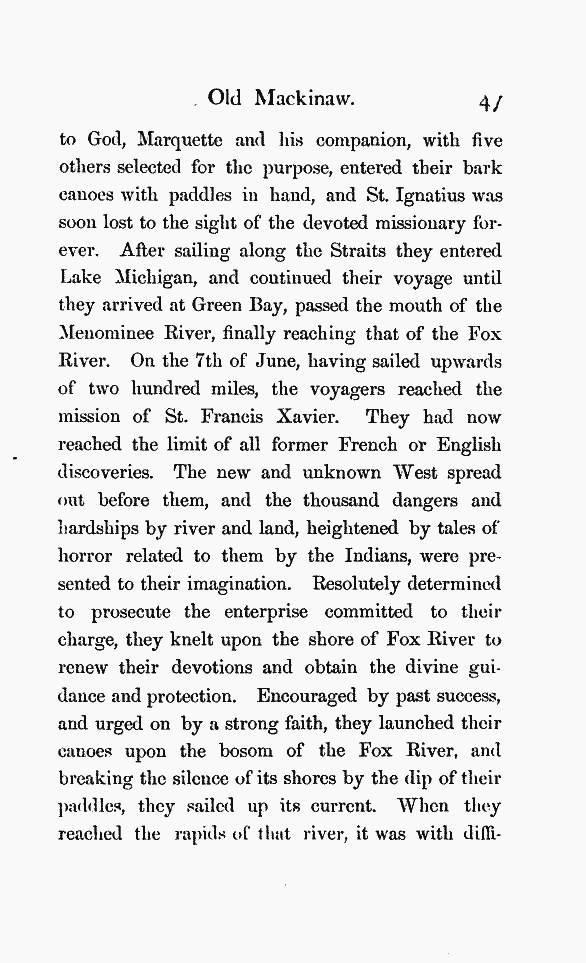 Old Mackinaw. 41
to God, Marquette and his companion, with five
others selected for the purpose, entered their bark
canoes with paddles in hand, and St. Ignatius was
soon lost to the sight of the devoted missionary for-
ever. After sailing along the Straits they entered
Lake Michigan, and continued their voyage until
they arrived at Green Bay, passed the mouth of the
Menominee River, finally reaching that of the Fox
River. On the 7th of June, having sailed upwards
of two hundred miles, the voyagers reached the
mission of St. Francis Xavier. They had now
reached the limit of all former French or English
discoveries. The new and unknown West spread
out before them, and the thousand dangers and
hardships by river and land, heightened by tales of
horror related to them by the Indians, were pre-
sented to their imagination. Resolutely determined
to prosecute the enterprise committed to their
charge, they knelt upon the shore of Fox River to
renew their devotions and obtain the divine gui-
dance and protection. Encouraged by past success,
and urged on by a strong faith, they launched their
canoes upon the bosom of the Fox River, and
breaking the silence of its shores by the dip of their
paddles, they sailed up its current. When they
reached the rapids of that river, it was with diffi-